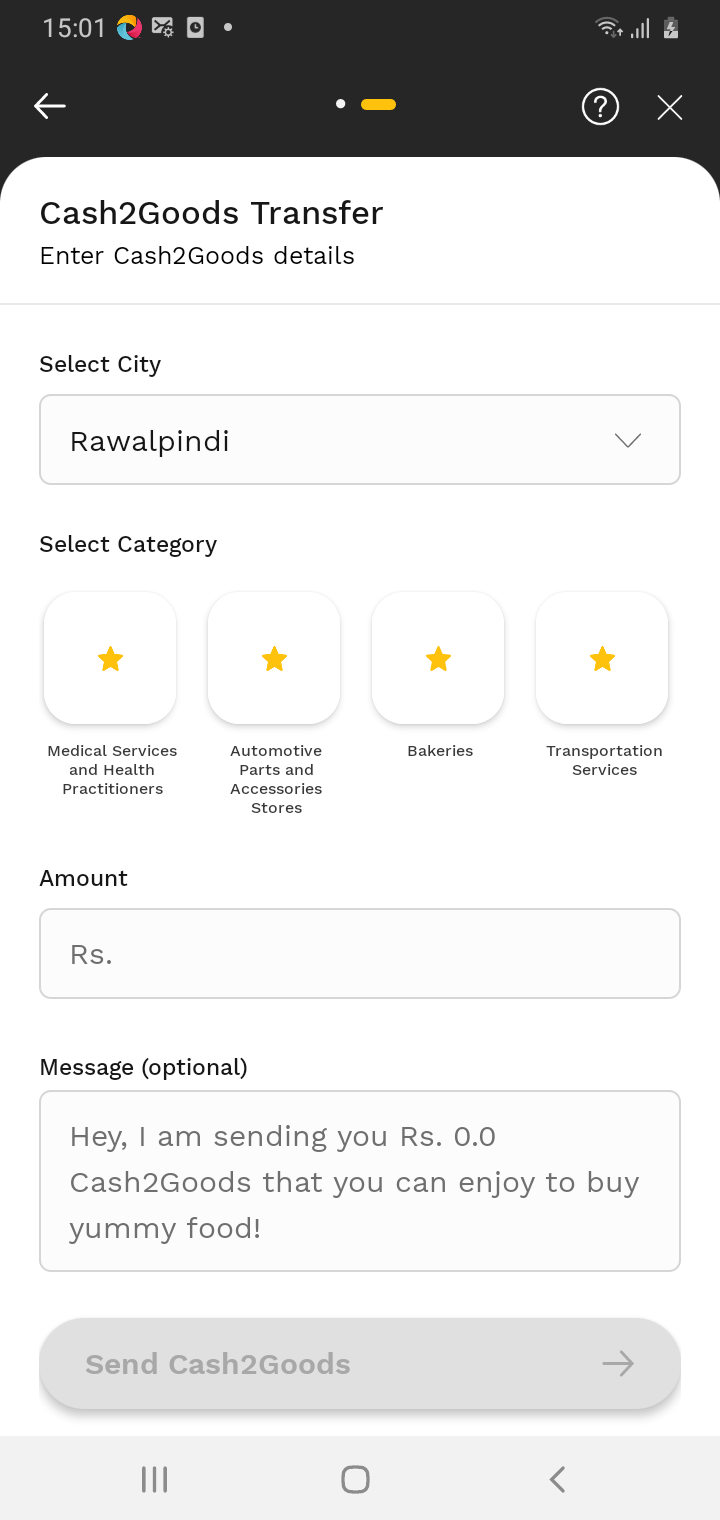 15:01
Cash2Goods Transfer
Enter Cash2Goods details
Select City
Rawalpindi
Select Category
Medical Services
and Health
Practitioners
Automotive
Parts and
Accessories
Stores
Bakeries
Transportation
Services
Amount
Rs.
Message (optional)
Hey, I am sending you Rs. 0.0
Cash2Goods that you can enjoy to buy
yummy food!
Send Cash2Goods